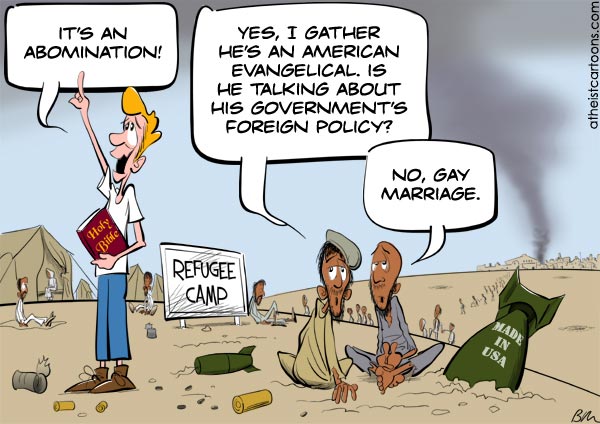 IT'S AN
ABOMINATION!
YES, I GATHER
HE'S AN AMERICAN
EVANGELICAL. IS
HE TALKING ABOUT
HIS GOVERNMENT'S
FOREIGN POLICY?
NO, GAY
MARRIAGE.
Holy
Bible
REFUGEE
CAMP
MADE
IN
USA
atheistcartoons.com